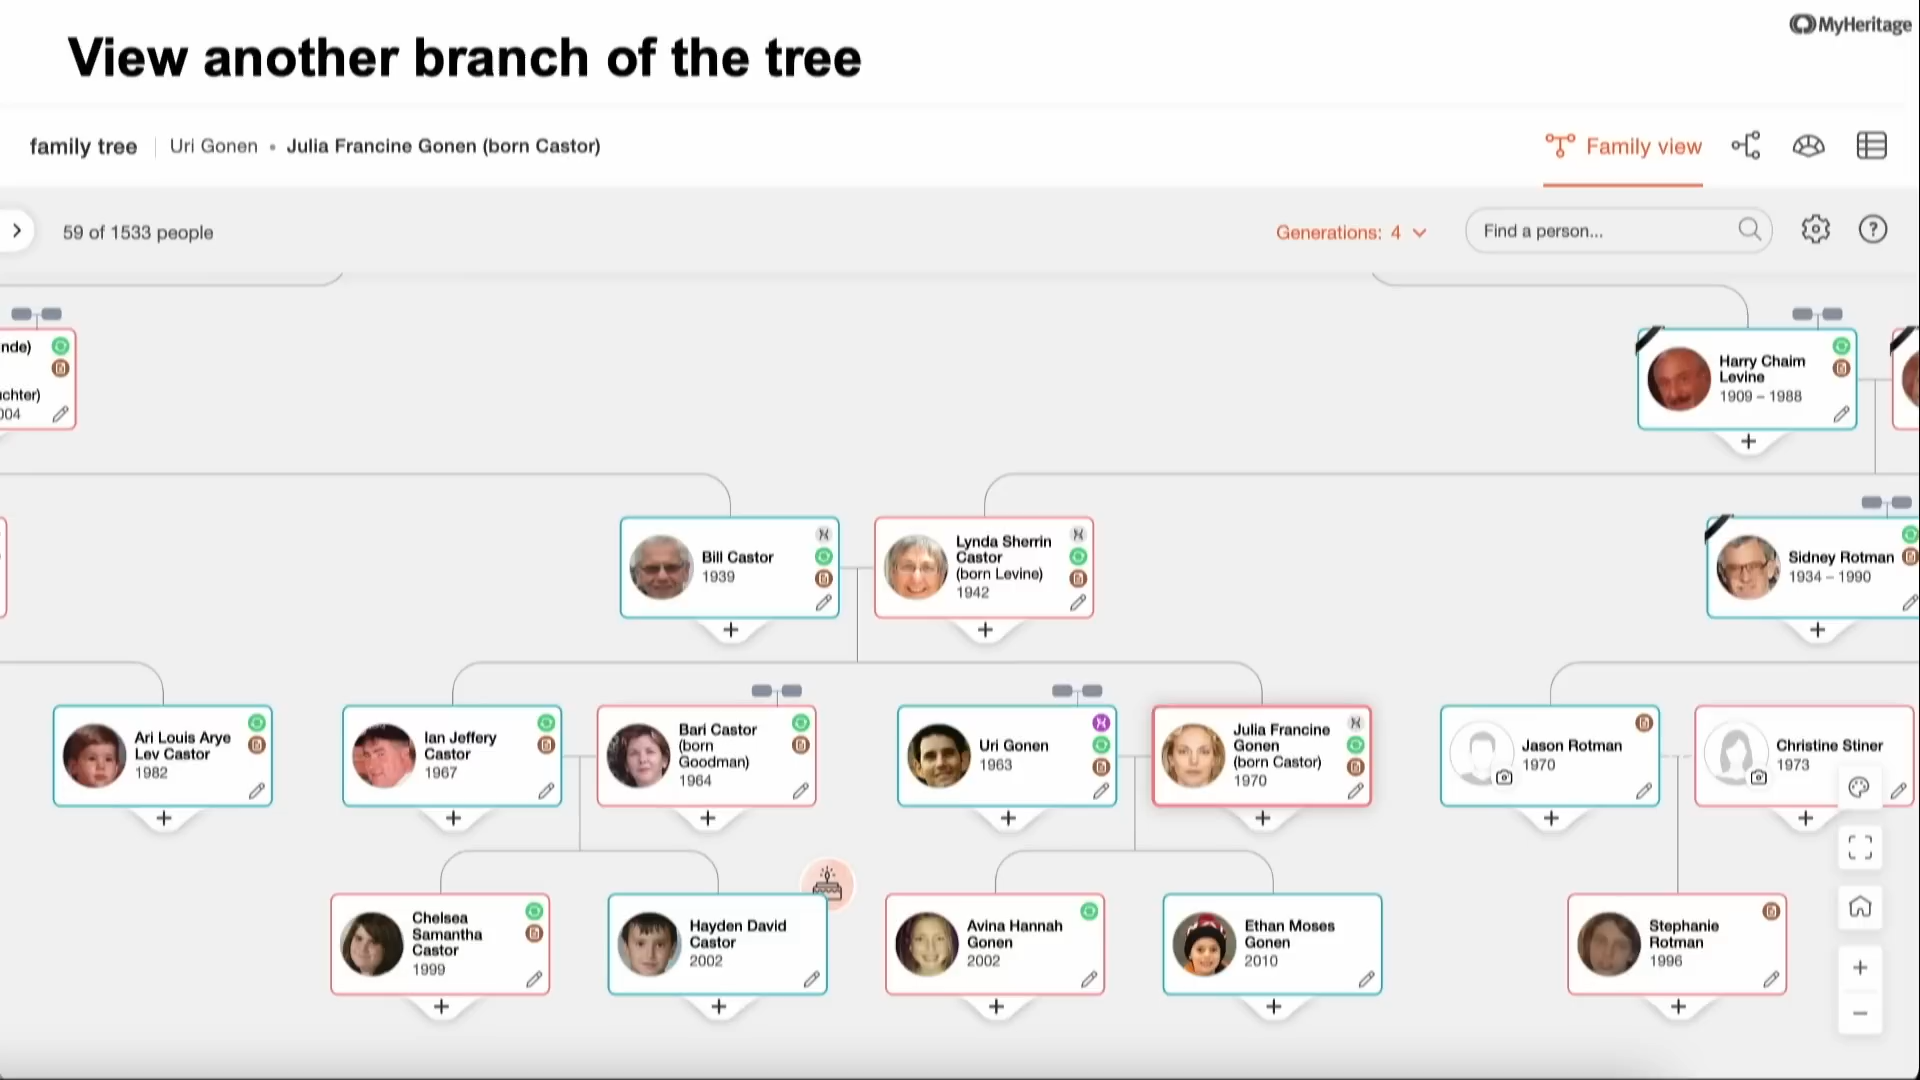 MyHeritage
View another branch of the tree
family tree
Uri Gonen • Julia Francine Gonen (born Castor)
Family view
59 of 1533 people
Generations: 4
Find a person...
?
nde)
chter)
004
Harry Chaim
Levine
1909 – 1988
Bill Castor
1939
Lynda Sherrin
Castor
(born Levine)
1942
Sidney Rotman
1934 – 1990
Ari Louis Arye
Lev Castor
1982
Ian Jeffery
Castor
1967
Bari Castor
(born
Goodman)
1964
Uri Gonen
1963
Julia Francine
Gonen
(born Castor)
1970
Jason Rotman
1970
Christine Stiner
1973
Chelsea
Samantha
Castor
1999
Hayden David
Castor
2002
Avina Hannah
Gonen
2002
Ethan Moses
Gonen
2010
Stephanie
Rotman
1996